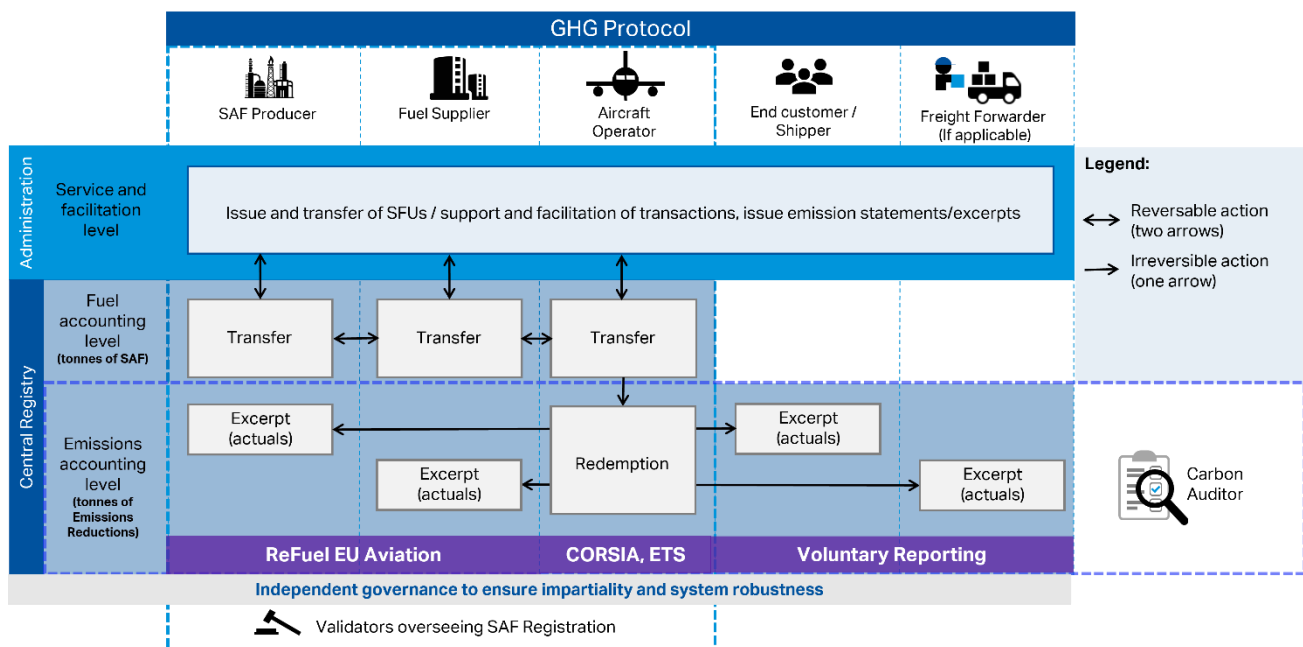 GHG Protocol
SAF Producer
Fuel Supplier
Aircraft
Operator
End customer /
Shipper
Freight Forwarder
(If applicable)
Administration
Service and
facilitation
level
Issue and transfer of SFUs / support and facilitation of transactions, issue emission statements/excerpts
Legend:
Reversable action
(two arrows)
Irreversible action
(one arrow)
Central Registry
Fuel
accounting
level
(tonnes of SAF)
Transfer
Transfer
Transfer
Emissions
accounting
level
(tonnes of
Emissions
Reductions)
Excerpt
(actuals)
Excerpt
(actuals)
Redemption
Excerpt
(actuals)
Excerpt
(actuals)
Carbon
Auditor
ReFuel EU Aviation
CORSIA, ETS
Voluntary Reporting
Independent governance to ensure impartiality and system robustness
Validators overseeing SAF Registration